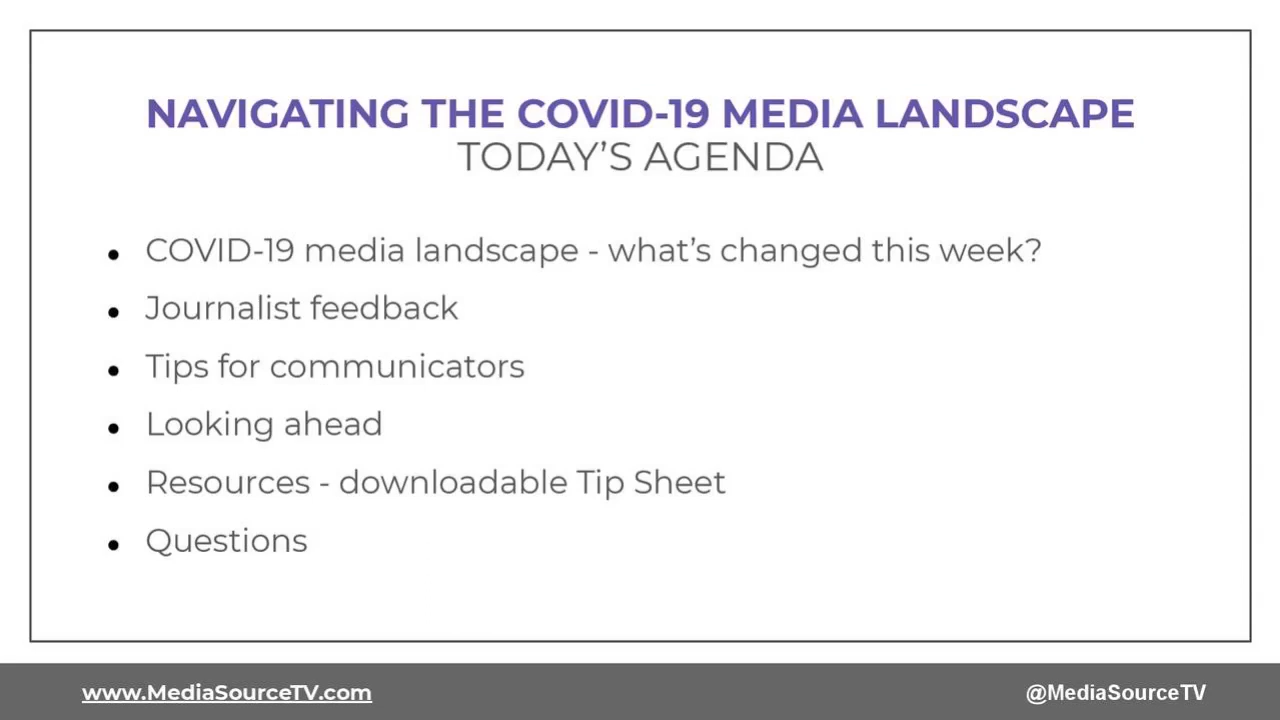 NAVIGATING THE COVID-19 MEDIA LANDSCAPE
TODAY’S AGENDA
• COVID-19 media landscape - what’s changed this week?
• Journalist feedback
• Tips for communicators
• Looking ahead
• Resources - downloadable Tip Sheet
• Questions
www.MediaSourceTV.com
@MediaSourceTV